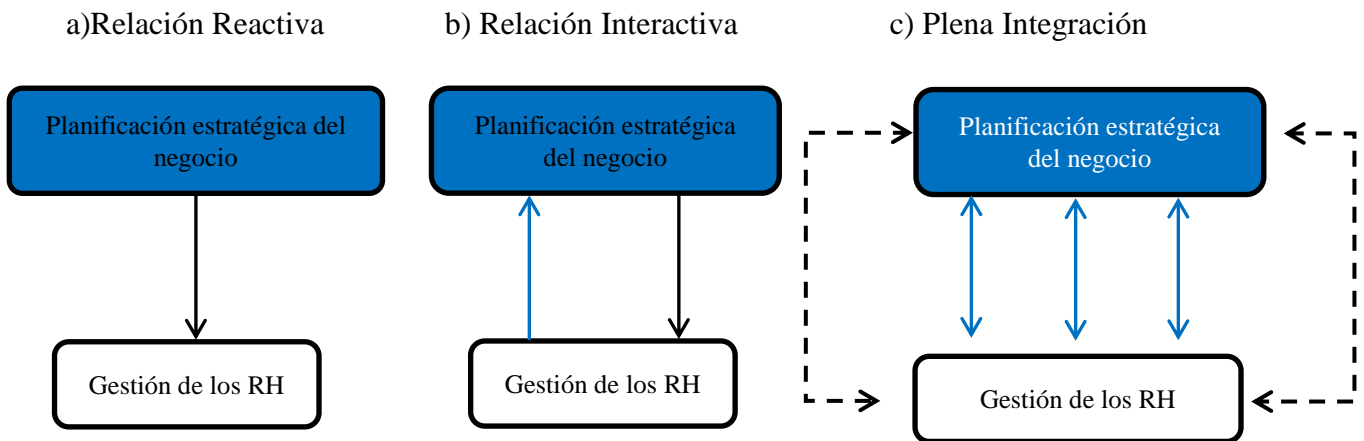 a)Relación Reactiva
b) Relación Interactiva
c) Plena Integración
Planificación estratégica del
negocio
Planificación estratégica
del negocio
Planificación estratégica
del negocio
Gestión de los RH
Gestión de los RH
Gestión de los RH